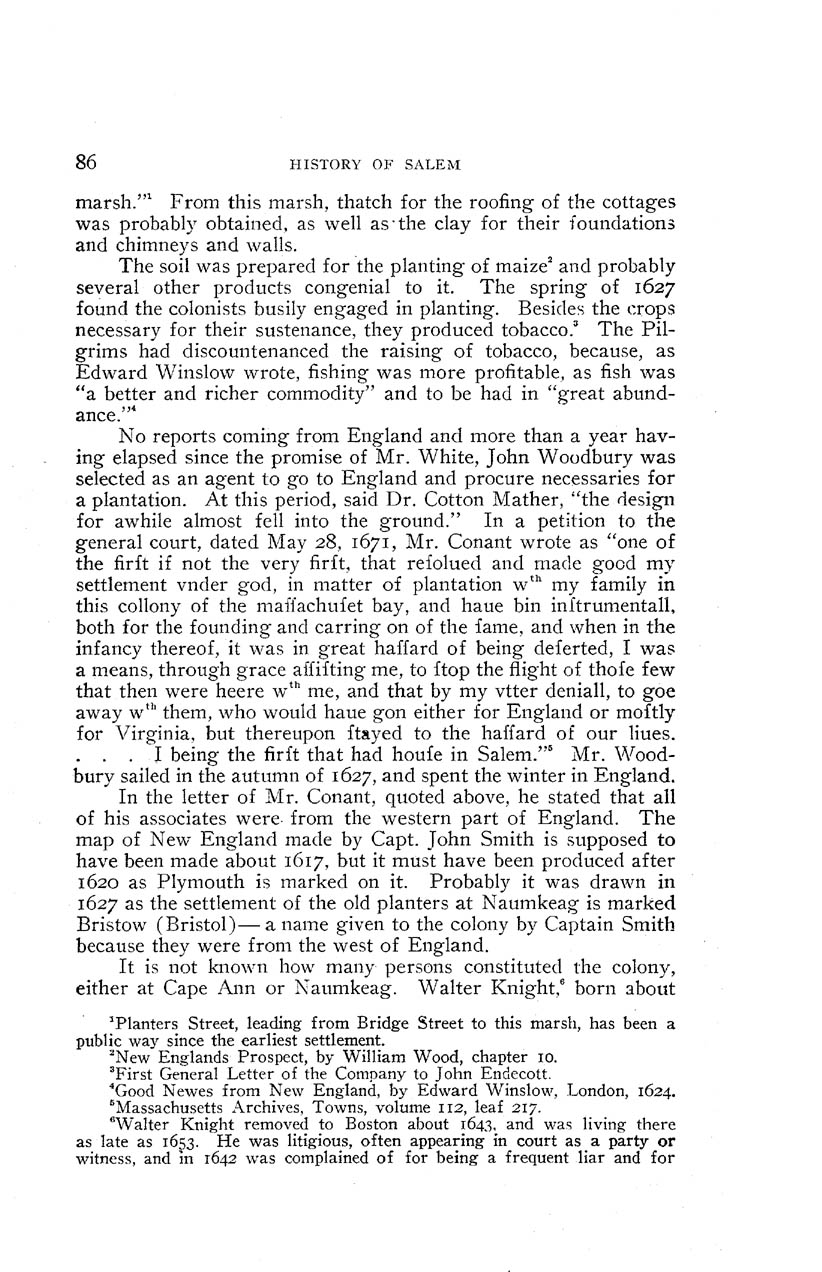 86 HISTORY OF SALEM
marsh."¹ From this marsh, thatch for the roofing of the cottages
was probably obtained, as well as the clay for their foundations
and chimneys and walls.
The soil was prepared for the planting of maize² and probably
several other products congenial to it. The spring of 1627
found the colonists busily engaged in planting. Besides the crops
necessary for their sustenance, they produced tobacco.³ The Pil-
grims had discountenanced the raising of tobacco, because, as
Edward Winslow wrote, fishing was more profitable, as fish was
"a better and richer commodity" and to be had in "great abund-
ance."⁴
No reports coming from England and more than a year hav-
ing elapsed since the promise of Mr. White, John Woodbury was
selected as an agent to go to England and procure necessaries for
a plantation. At this period, said Dr. Cotton Mather, "the design
for awhile almost fell into the ground." In a petition to the
general court, dated May 28, 1671, Mr. Conant wrote as "one of
the firſt if not the very firſt, that reſolued and made good my
settlement vnder god, in matter of plantation wᵗʰ my family in
this collony of the maſſachuſet bay, and haue bin inſtrumentall,
both for the founding and carring on of the ſame, and when in the
infancy thereof, it was in great haſſard of being deſerted, I was
a means, through grace aſſiſting me, to ſtop the flight of thoſe few
that then were heere wᵗʰ me, and that by my vtter deniall, to goe
away wᵗʰ them, who would haue gon either for England or moſtly
for Virginia, but thereupon ſtayed to the haſſard of our liues.
. . . I being the firſt that had houſe in Salem."⁵ Mr. Wood-
bury sailed in the autumn of 1627, and spent the winter in England.
In the letter of Mr. Conant, quoted above, he stated that all
of his associates were from the western part of England. The
map of New England made by Capt. John Smith is supposed to
have been made about 1617, but it must have been produced after
1620 as Plymouth is marked on it. Probably it was drawn in
1627 as the settlement of the old planters at Naumkeag is marked
Bristow (Bristol)—a name given to the colony by Captain Smith
because they were from the west of England.
It is not known how many persons constituted the colony,
either at Cape Ann or Naumkeag. Walter Knight,⁶ born about
¹Planters Street, leading from Bridge Street to this marsh, has been a
public way since the earliest settlement.
²New Englands Prospect, by William Wood, chapter 10.
³First General Letter of the Company to John Endecott.
⁴Good Newes from New England, by Edward Winslow, London, 1624.
⁵Massachusetts Archives, Towns, volume 112, leaf 217.
⁶Walter Knight removed to Boston about 1643, and was living there
as late as 1653. He was litigious, often appearing in court as a party or
witness, and in 1642 was complained of for being a frequent liar and for